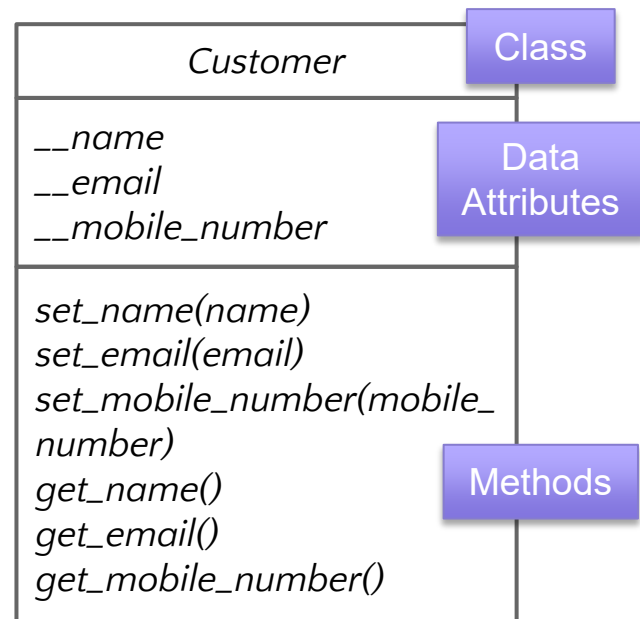 Customer
Class
__name
__email
__mobile_number
Data
Attributes
set_name(name)
set_email(email)
set_mobile_number(mobile_
number)
get_name()
get_email()
get_mobile_number()
Methods